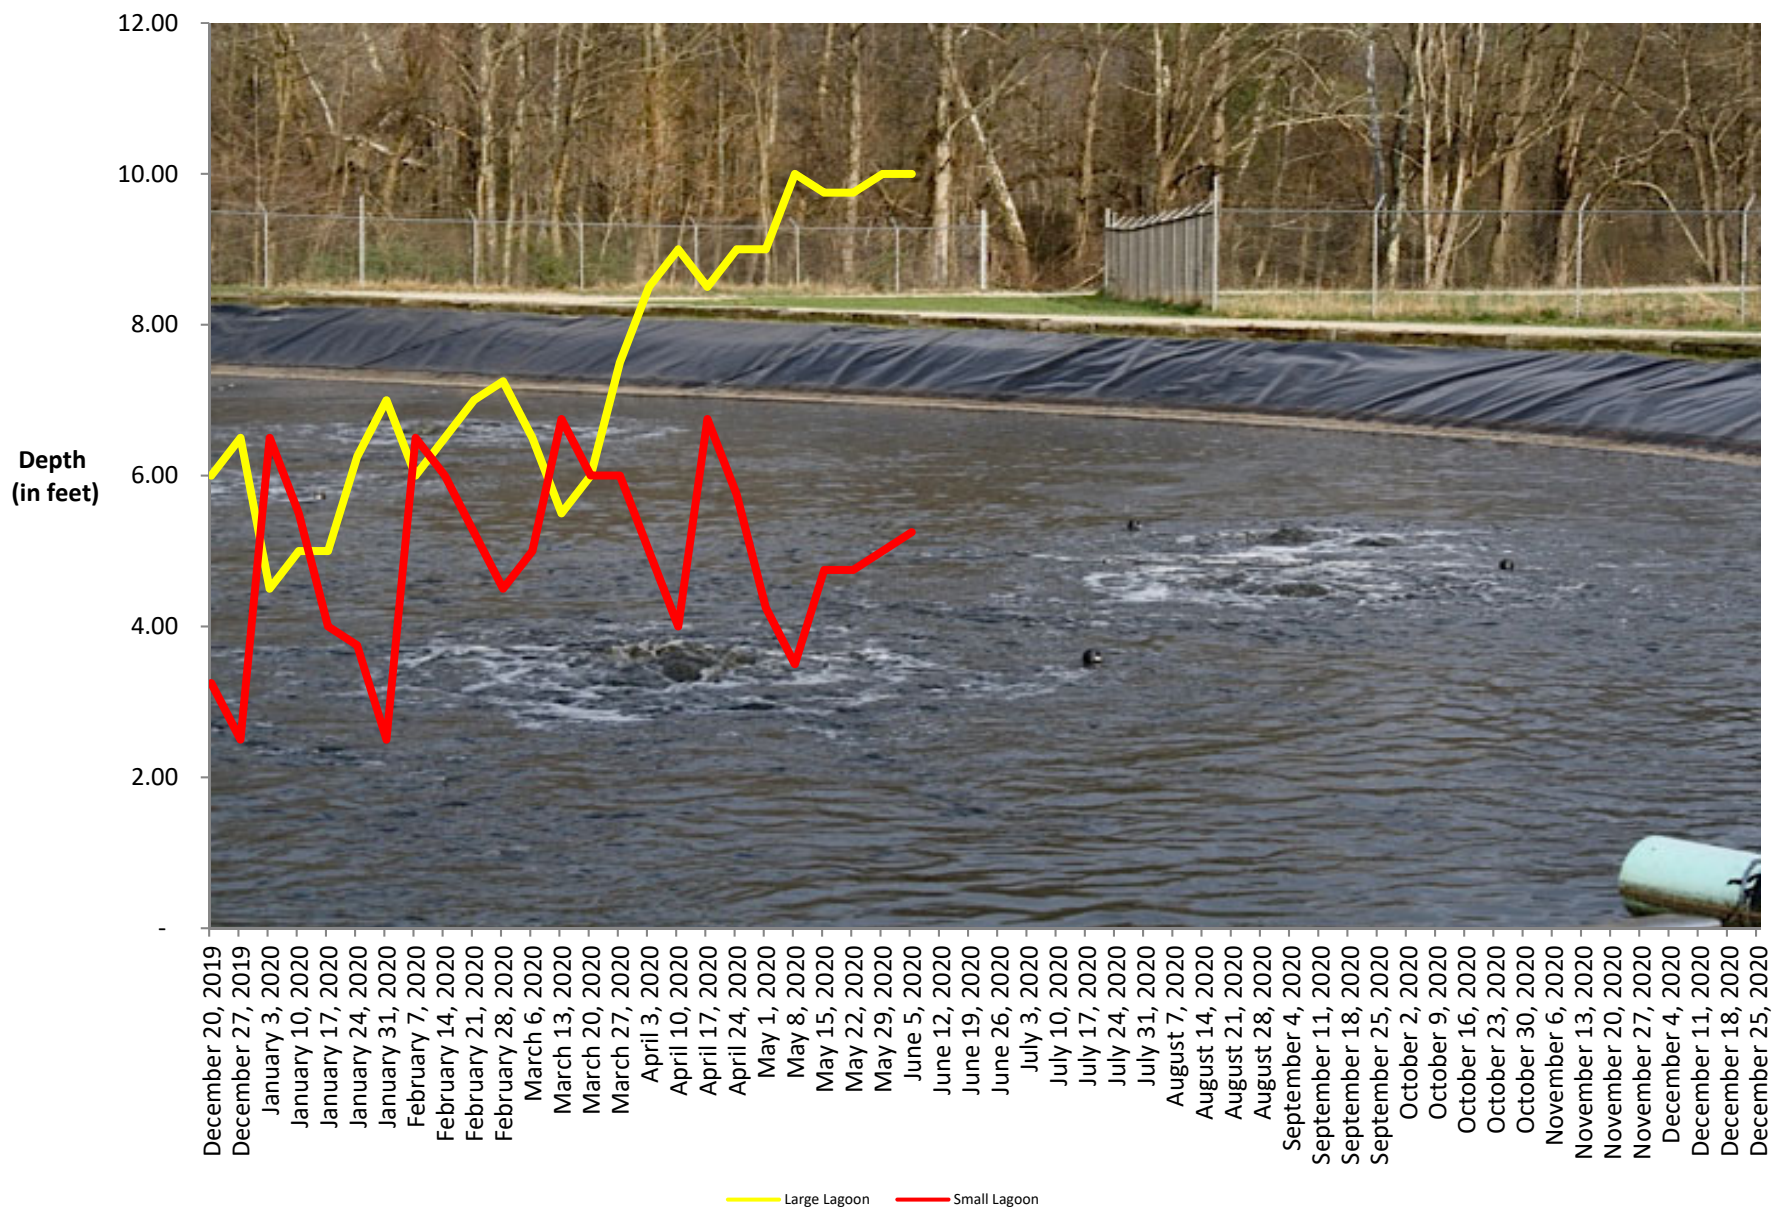 12.00
10.00
8.00
6.00
4.00
2.00
-
Depth
(in feet)
December 20, 2019
December 27, 2019
January 3, 2020
January 10, 2020
January 17, 2020
January 24, 2020
January 31, 2020
February 7, 2020
February 14, 2020
February 21, 2020
February 28, 2020
March 6, 2020
March 13, 2020
March 20, 2020
March 27, 2020
April 3, 2020
April 10, 2020
April 17, 2020
April 24, 2020
May 1, 2020
May 8, 2020
May 15, 2020
May 22, 2020
May 29, 2020
June 5, 2020
June 12, 2020
June 19, 2020
June 26, 2020
July 3, 2020
July 10, 2020
July 17, 2020
July 24, 2020
July 31, 2020
August 7, 2020
August 14, 2020
August 21, 2020
August 28, 2020
September 4, 2020
September 11, 2020
September 18, 2020
September 25, 2020
October 2, 2020
October 9, 2020
October 16, 2020
October 23, 2020
October 30, 2020
November 6, 2020
November 13, 2020
November 20, 2020
November 27, 2020
December 4, 2020
December 11, 2020
December 18, 2020
December 25, 2020
Large Lagoon
Small Lagoon